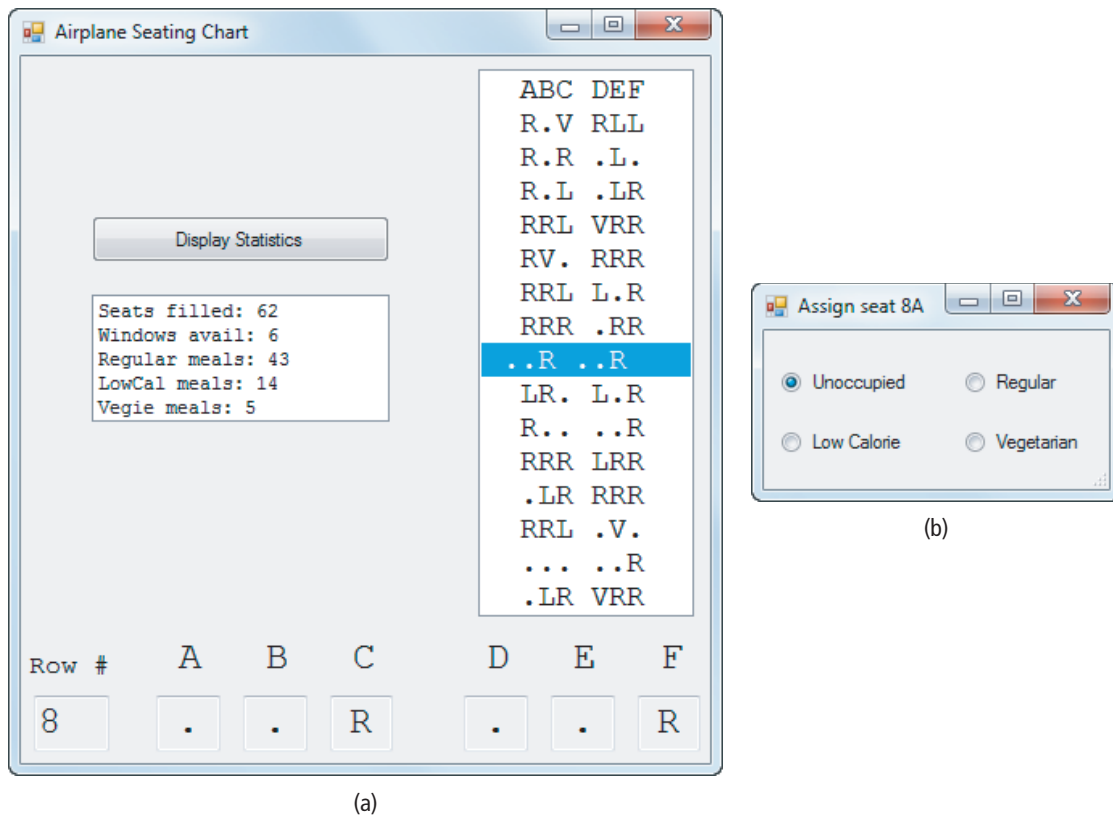 Airplane Seating Chart
ABC DEF
R.V RLL
R.R .L.
R.L .LR
RRL VRR
RV. RRR
RRL L.R
RRR .RR
..R ..R
LR. L.R
R.. ..R
RRR LRR
.LR RRR
RRL .V.
... ..R
.LR VRR
Display Statistics
Seats filled: 62
Windows avail: 6
Regular meals: 43
LowCal meals: 14
Vegie meals: 5
Row # A B C D E F
8 . . R . . R
(a)
Assign seat 8A
Unoccupied Regular
Low Calorie Vegetarian
(b)